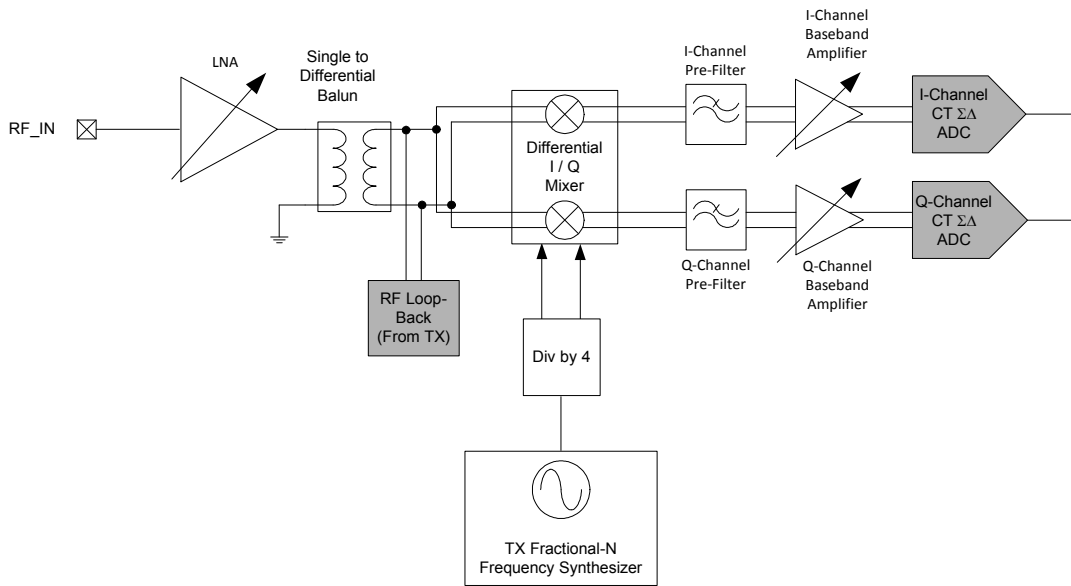 RF_IN
LNA
Single to
Differential
Balun
RF Loop-
Back
(From TX)
Differential
I / Q
Mixer
Div by 4
TX Fractional-N
Frequency Synthesizer
I-Channel
Pre-Filter
I-Channel
Baseband
Amplifier
I-Channel
CT ΣΔ
ADC
Q-Channel
Pre-Filter
Q-Channel
Baseband
Amplifier
Q-Channel
CT ΣΔ
ADC